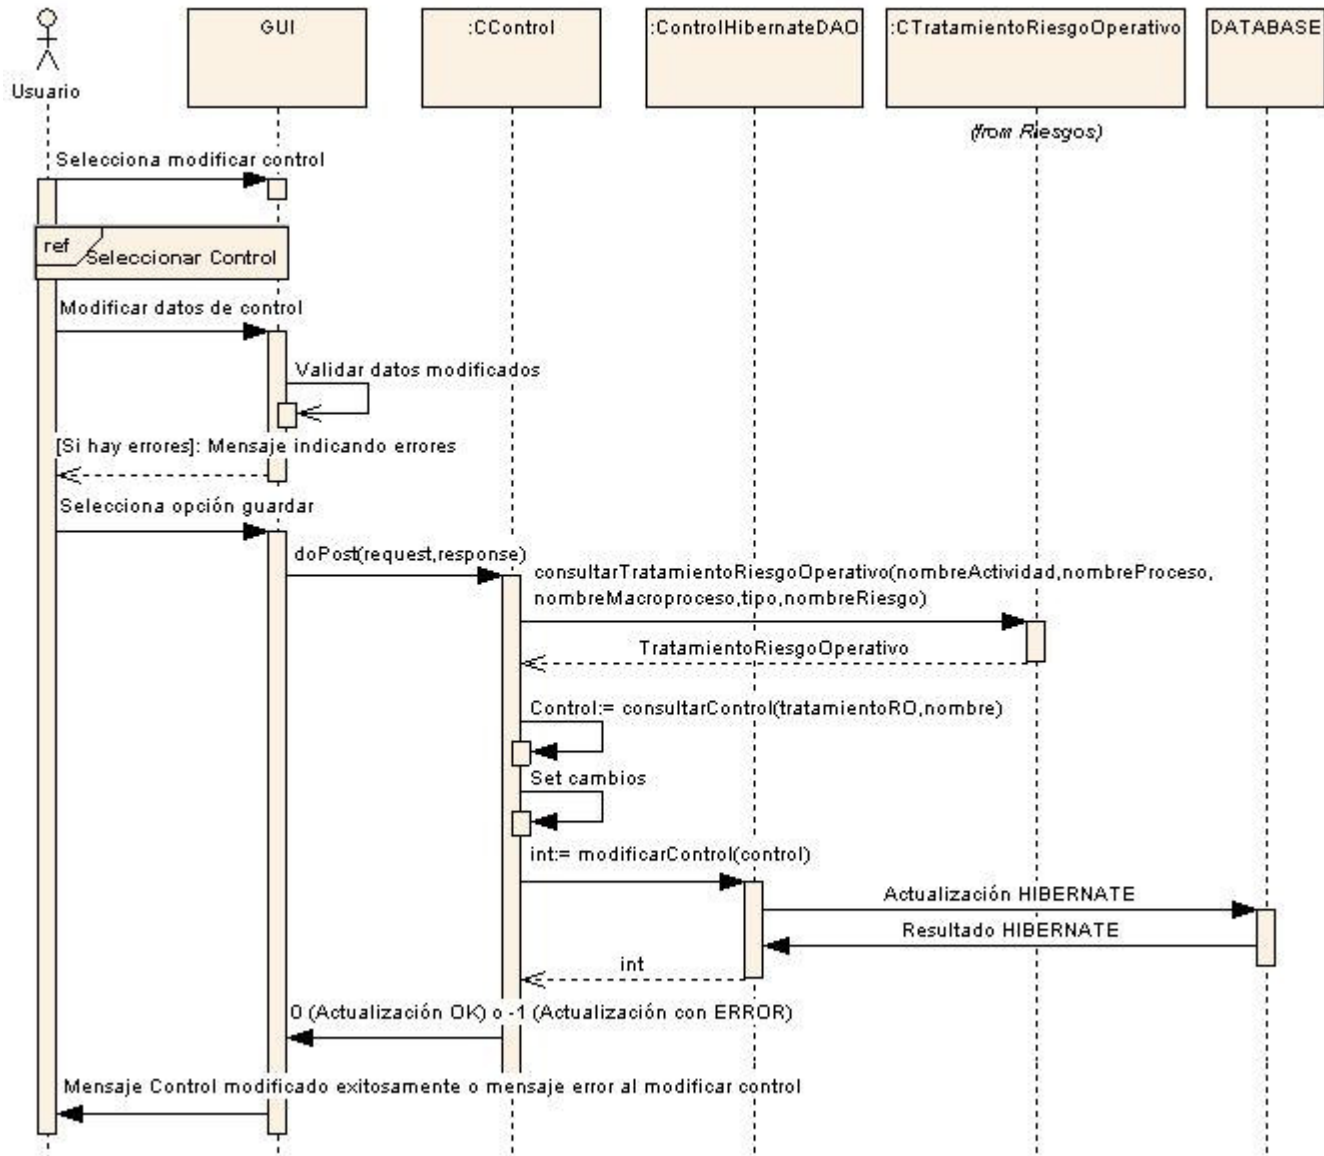 GUI
:CControl
:ControlHibernateDAO
:CTratamientoRiesgoOperativo
DATABASE
Usuario
(from Riesgos)
Selecciona modificar control
ref
Seleccionar Control
Modificar datos de control
Validar datos modificados
[Si hay errores]: Mensaje indicando errores
Selecciona opción guardar
doPost(request,response)
consultarTratamientoRiesgoOperativo(nombreActividad,nombreProceso,
nombreMacroproceso,tipo,nombreRiesgo)
TratamientoRiesgoOperativo
Control:= consultarControl(tratamientoRO,nombre)
Set cambios
int:= modificarControl(control)
Actualización HIBERNATE
Resultado HIBERNATE
int
0 (Actualización OK) o -1 (Actualización con ERROR)
Mensaje Control modificado exitosamente o mensaje error al modificar control